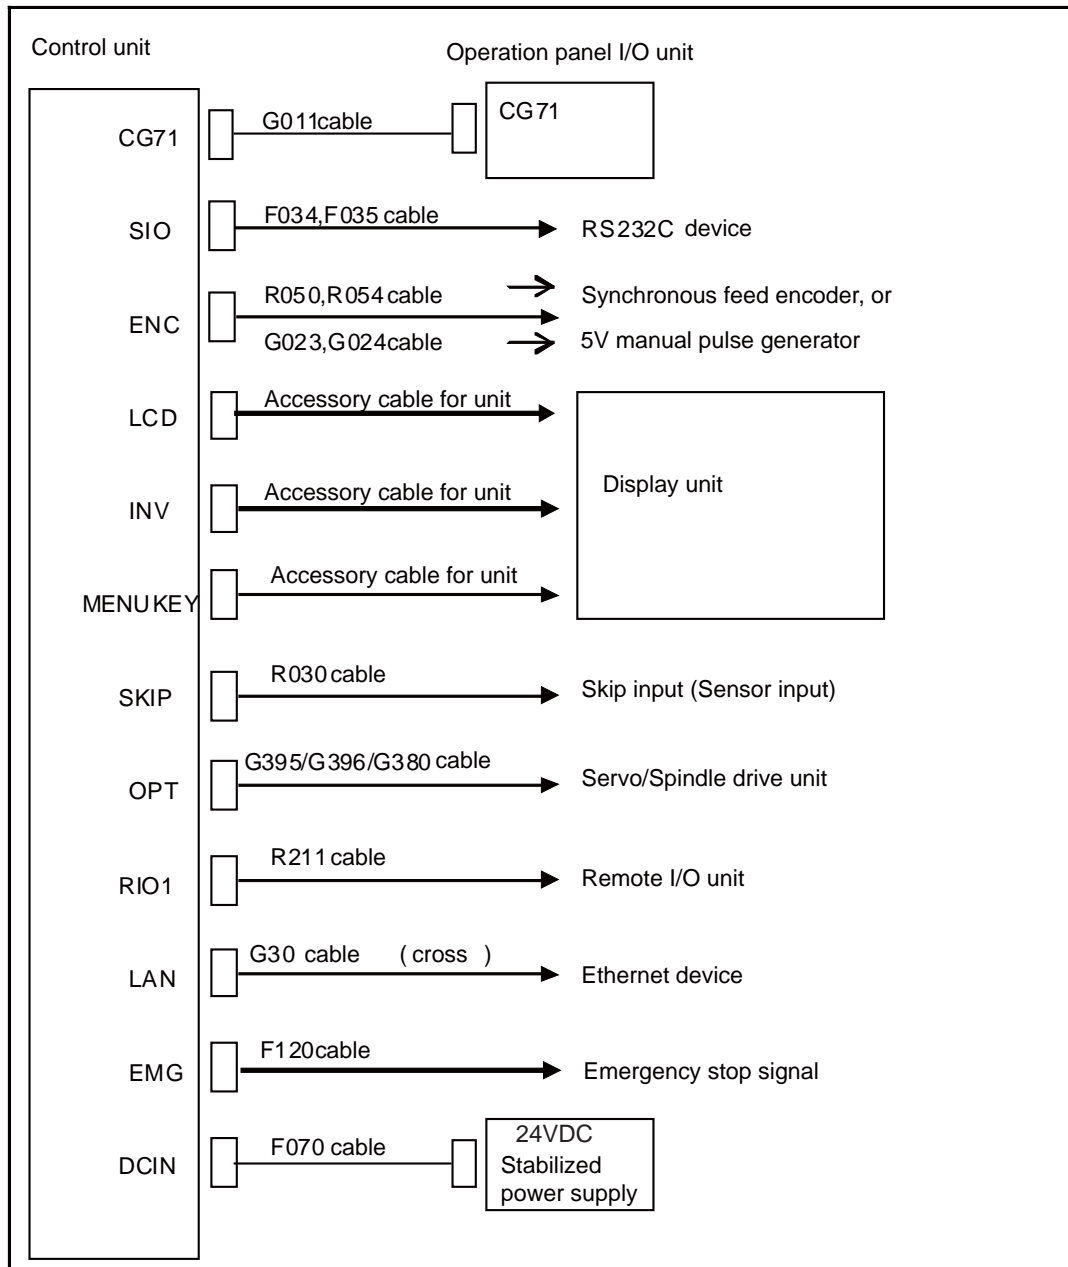 Control unit
Operation panel I/O unit
CG71
G011cable
CG71
SIO
F034,F035 cable
RS232C device
ENC
R050,R054 cable
Synchronous feed encoder, or
G023,G024cable
5V manual pulse generator
LCD
Accessory cable for unit
Display unit
INV
Accessory cable for unit
MENUKEY
Accessory cable for unit
SKIP
R030 cable
Skip input (Sensor input)
OPT
G395/G396/G380 cable
Servo/Spindle drive unit
RIO1
R211 cable
Remote I/O unit
LAN
G30 cable ( cross )
Ethernet device
EMG
F120cable
Emergency stop signal
DCIN
F070 cable
24VDC
Stabilized
power supply